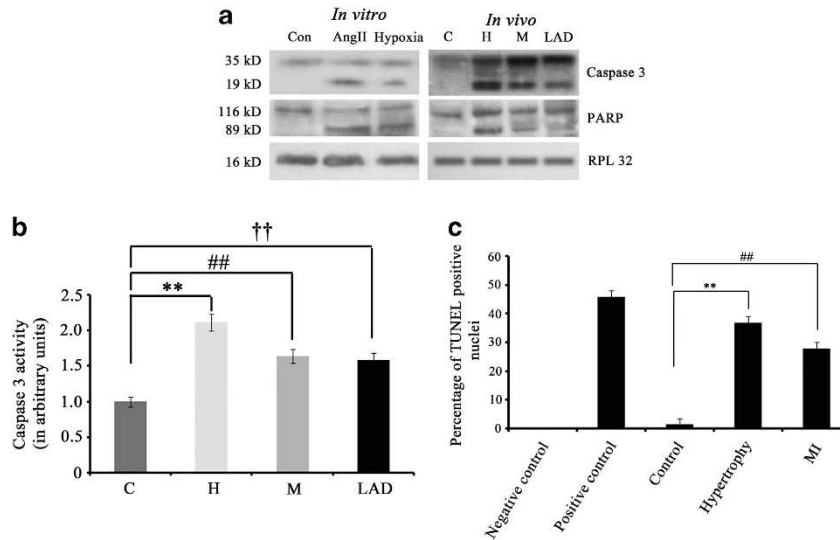 a
In vitro
In vivo
Con AngII Hypoxia
C H M LAD
35 kD
19 kD
Caspase 3
116 kD
89 kD
PARP
16 kD
RPL 32
b
††
##
**
2.5
2.0
1.5
1.0
0.5
0
Caspase 3 activity
(in arbitrary units)
C H M LAD
c
##
**
60
50
40
30
20
10
0
Percentage of TUNEL positive
nuclei
Negative control
Positive control
Control
Hypertrophy
MI